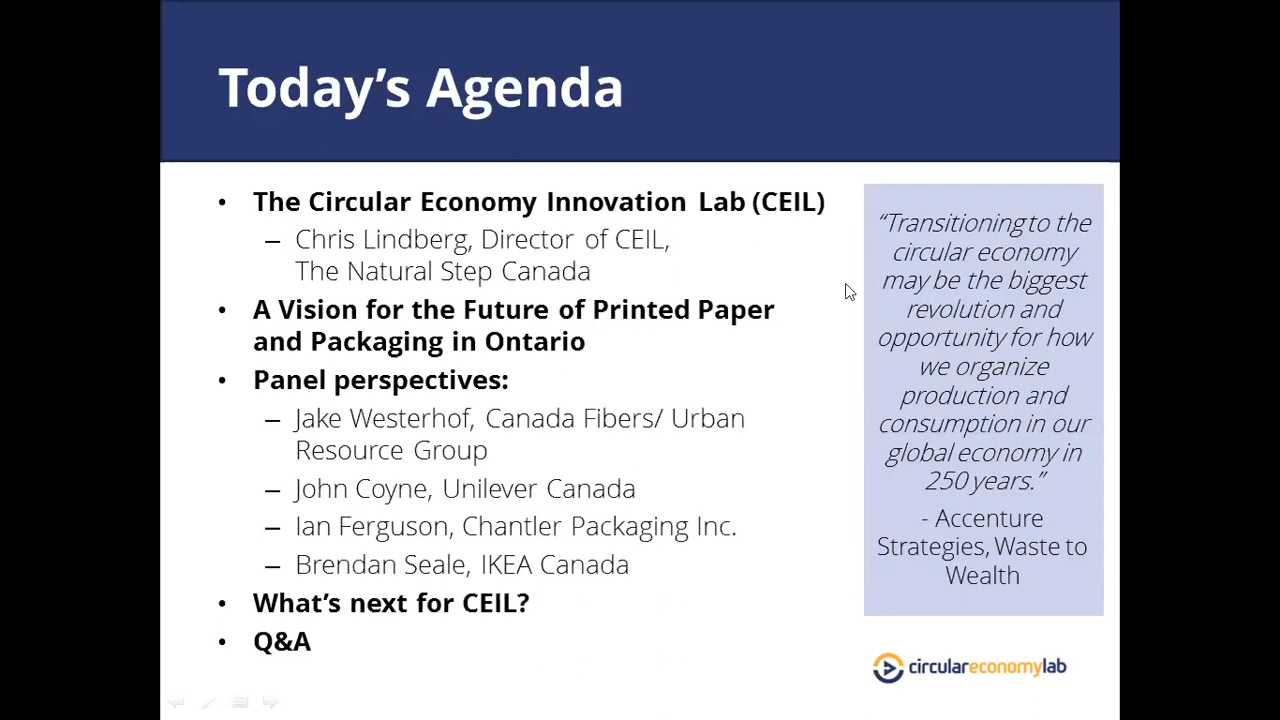 Today’s Agenda
• The Circular Economy Innovation Lab (CEIL)
– Chris Lindberg, Director of CEIL,
The Natural Step Canada
• A Vision for the Future of Printed Paper
and Packaging in Ontario
• Panel perspectives:
– Jake Westerhof, Canada Fibers/ Urban
Resource Group
– John Coyne, Unilever Canada
– Ian Ferguson, Chantler Packaging Inc.
– Brendan Seale, IKEA Canada
• What’s next for CEIL?
• Q&A
“Transitioning to the
circular economy
may be the biggest
revolution and
opportunity for how
we organize
production and
consumption in our
global economy in
250 years.”
- Accenture
Strategies, Waste to
Wealth
circulareconomylab